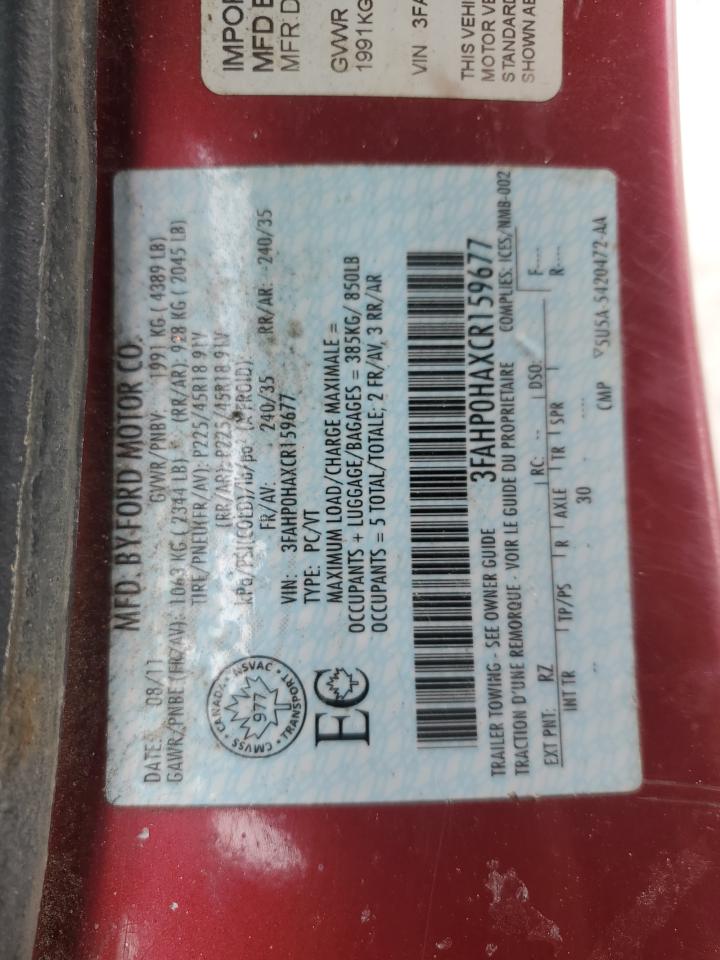 MFD. BY-FORD MOTOR CO.
DATE: 08/11 GVWR/PNBV: 1991 KG ( 4389 LB)
GAWR/PNBE (FR/AV): 1063 KG ( 2344 LB) (RR/AR): 928 KG ( 2045 LB)
TIRE/PNEU(FR/AV): P225/45R18 91V
(RR/AR): P225/45R18 91V
kPa/PSI(COLD)/lb/po² (A FROID)
FR/AV: 240/35 RR/AR: 240/35
VIN: 3FAHP0HAXCR159677
TYPE: PC/VT
MAXIMUM LOAD/CHARGE MAXIMALE =
OCCUPANTS + LUGGAGE/BAGAGES = 385KG/ 850LB
OCCUPANTS = 5 TOTAL/TOTALE; 2 FR/AV, 3 RR/AR
CANADA · NSVAC · TRANSPORT · CMVSS
977
EC
3FAHP0HAXCR159677
TRAILER TOWING - SEE OWNER GUIDE COMPLIES: ICES/NMB-002
TRACTION D'UNE REMORQUE - VOIR LE GUIDE DU PROPRIETAIRE
EXT PNT: RZ RC: -- DSO: F----
INT TR TP/PS R AXLE TR SPR R----
-- 30 ---- CMP
5U5A-5420472-AA
IMPOR
MFD B
MFR.D
GVWR
1991KG
VIN 3FA
THIS VEHI
MOTOR VE
STANDARD
SHOWN AB